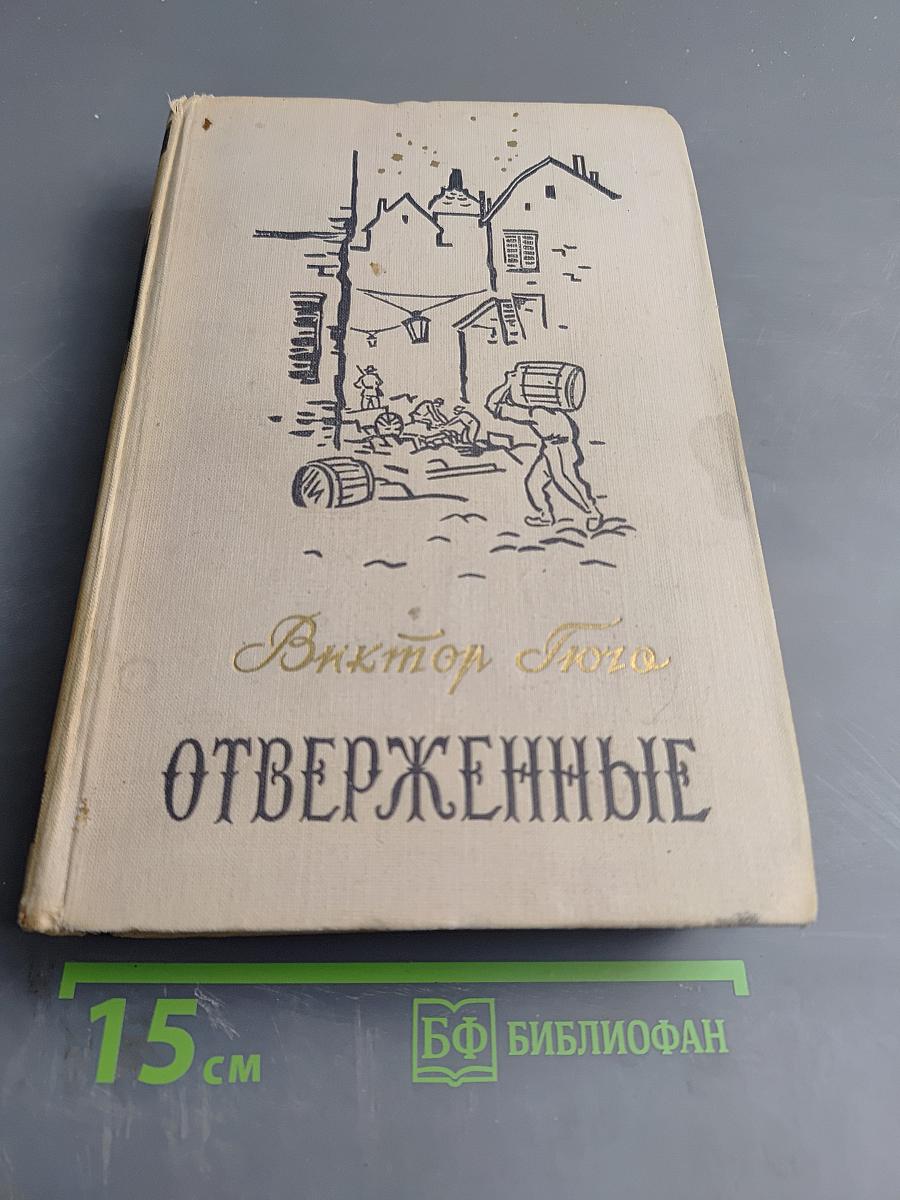 Виктор Гюго
ОТВЕРЖЕННЫЕ
15 см
БФ БИБЛИОФАН